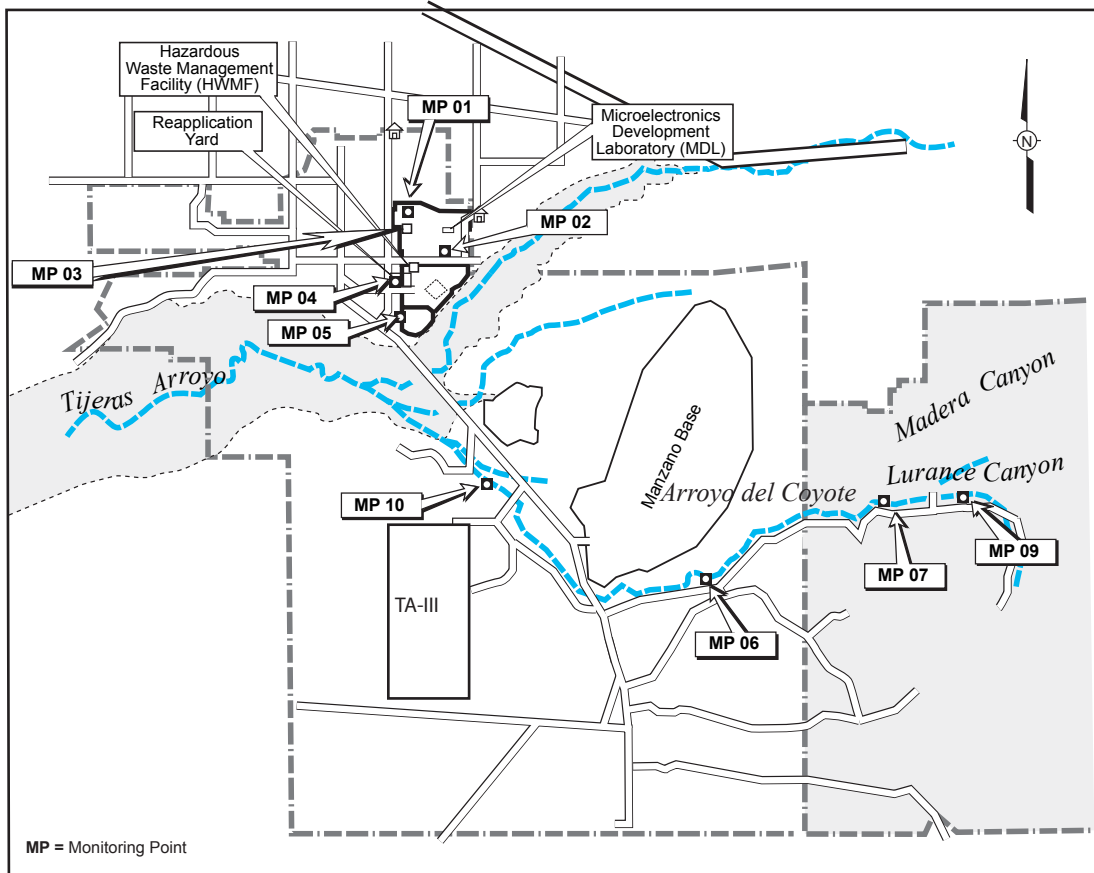 Hazardous
Waste Management
Facility (HWMF)
MP 01
Reapplication
Yard
Microelectronics
Development
Laboratory (MDL)
N
MP 02
MP 03
MP 04
MP 05
Tijeras Arroyo
Manzano Base
Madera Canyon
Lurance Canyon
Arroyo del Coyote
MP 10
MP 09
MP 07
TA-III
MP 06
MP = Monitoring Point